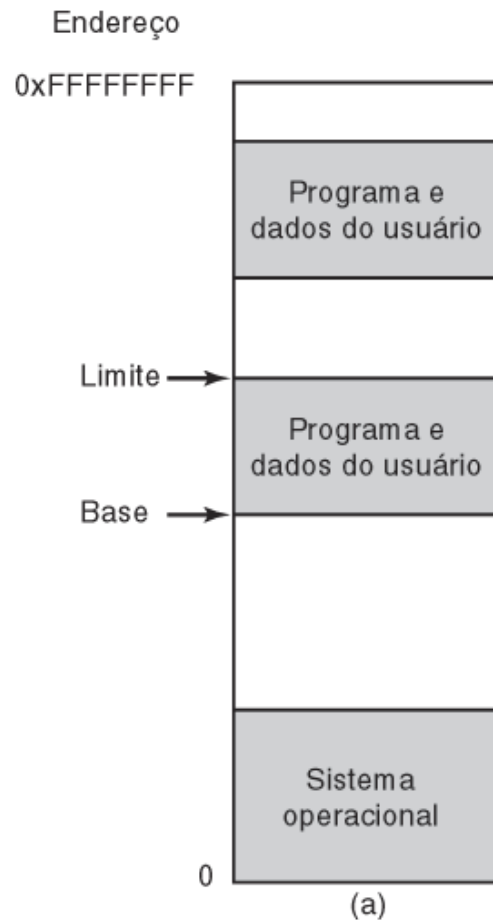 Endereço
0xFFFFFFFF
Programa e
dados do usuário
Limite
Programa e
dados do usuário
Base
Sistema
operacional
0
(a)